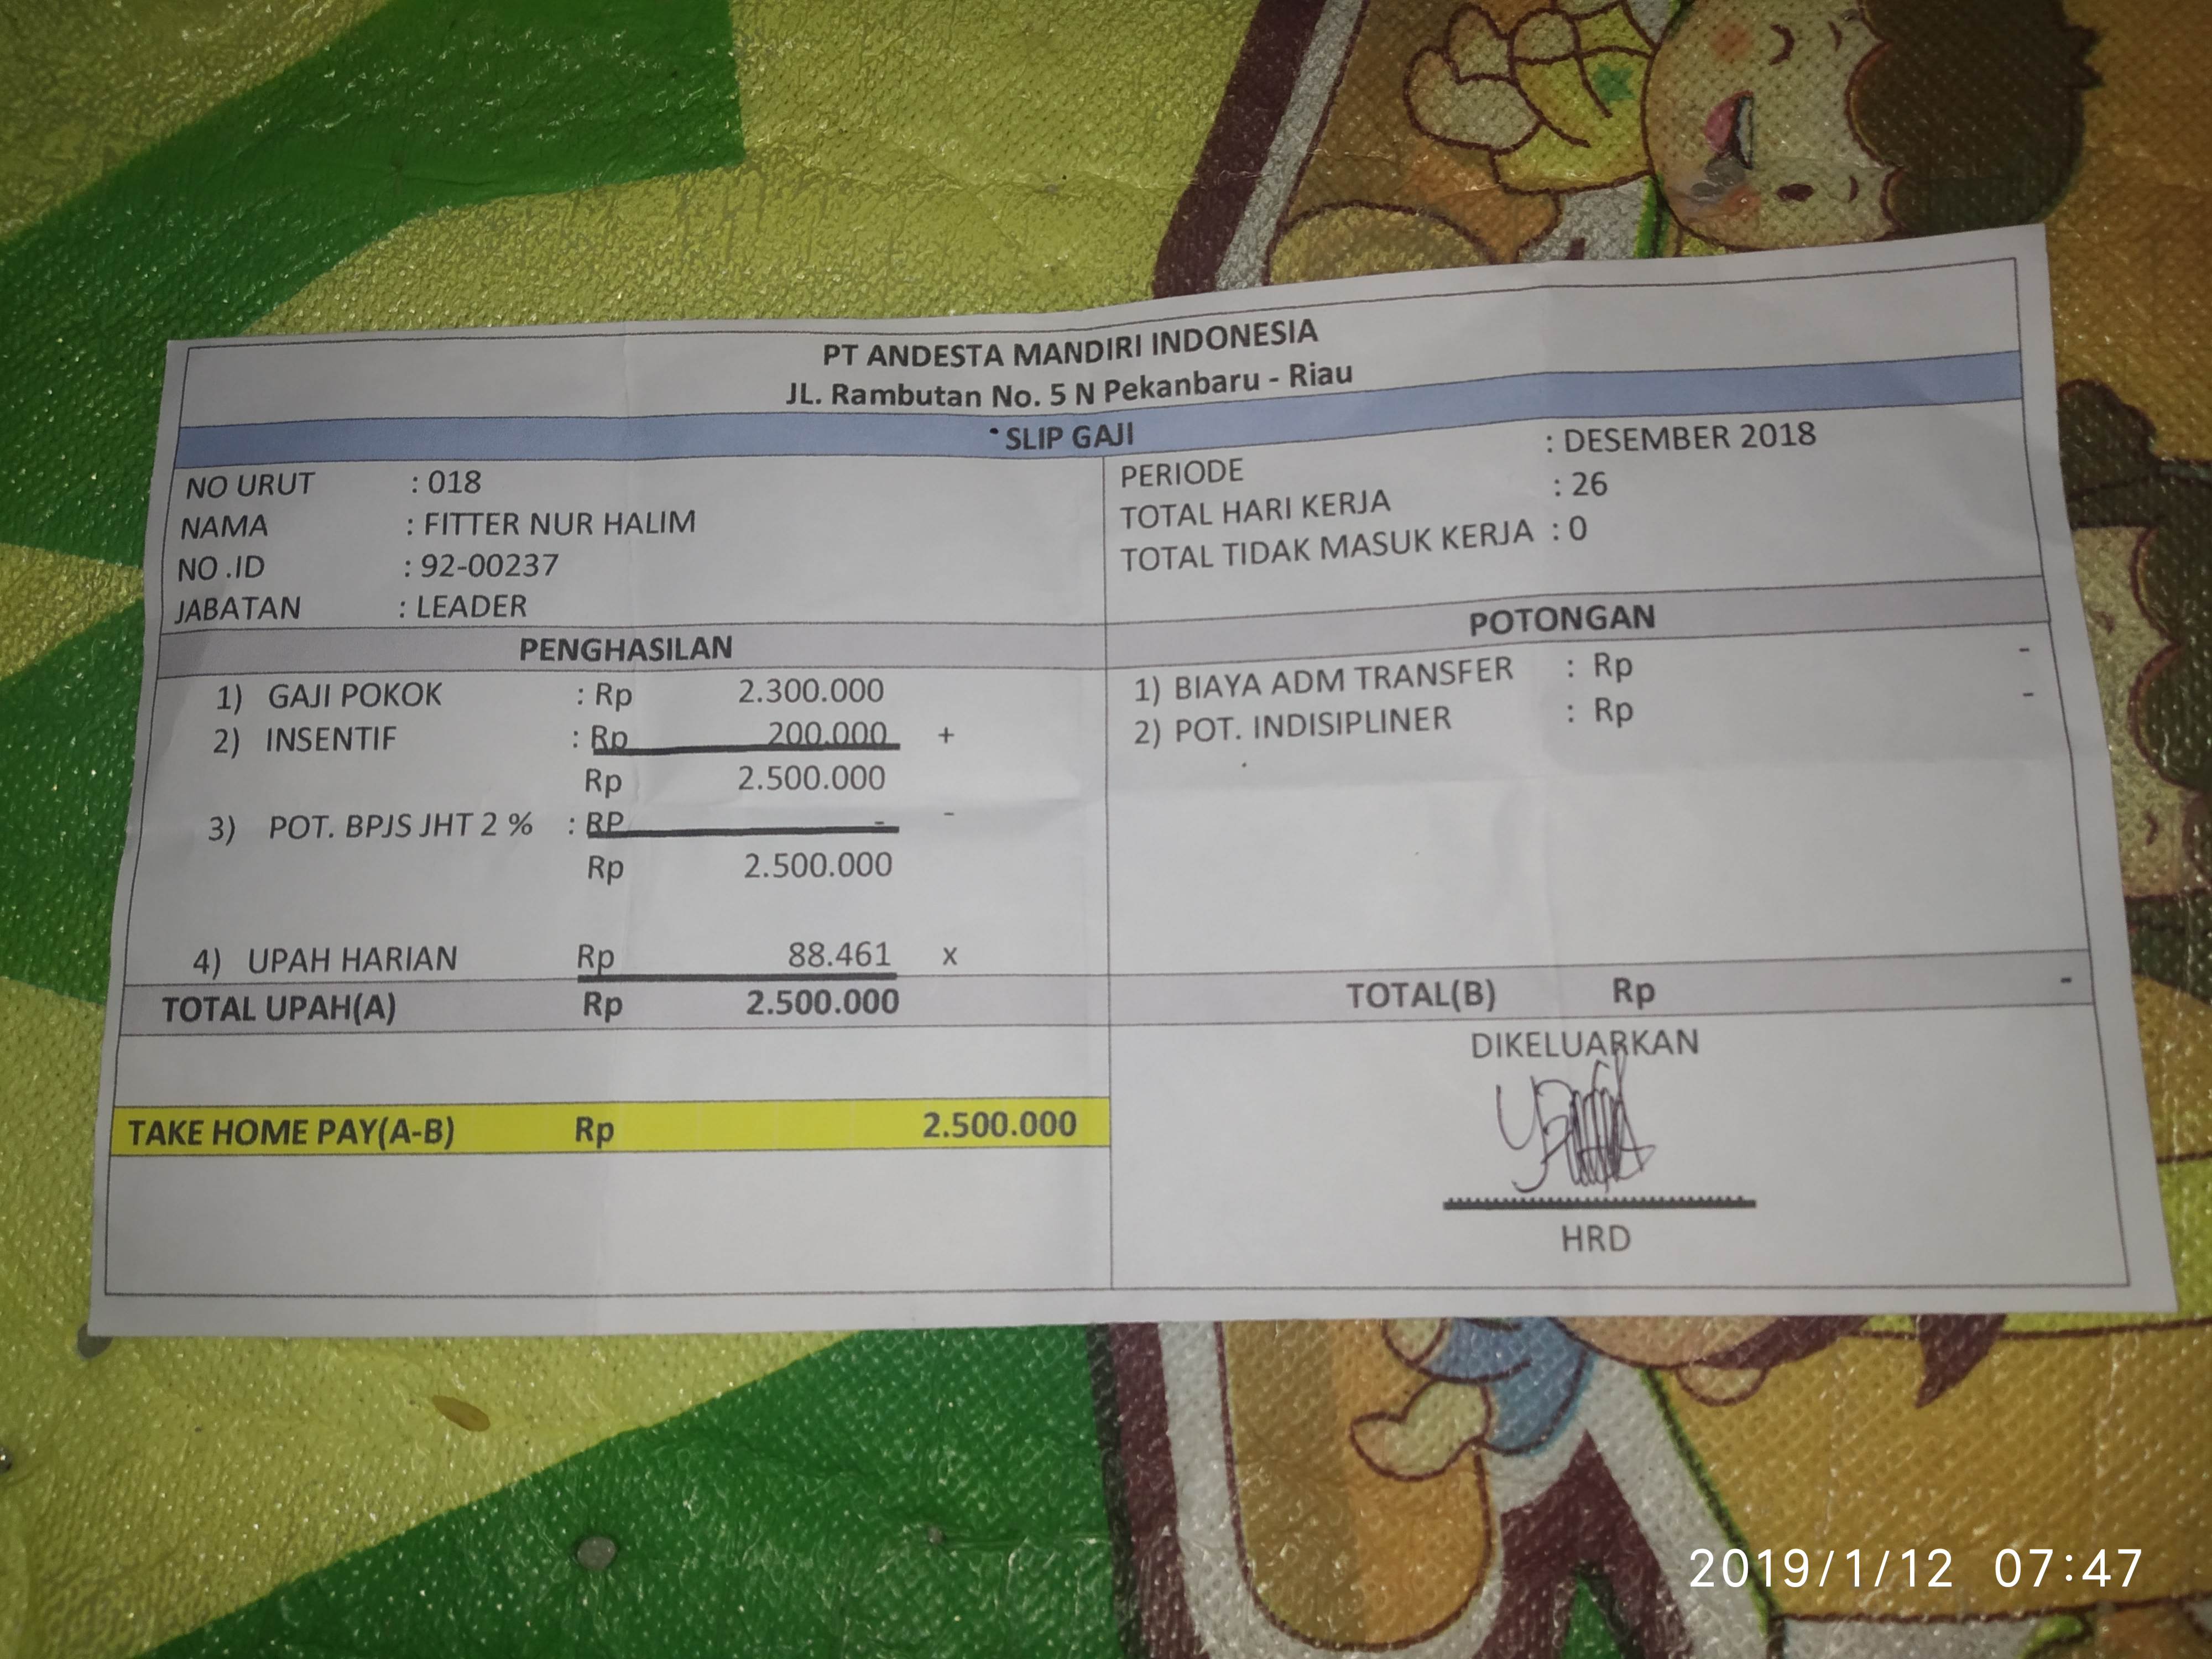 PT ANDESTA MANDIRI INDONESIA
JL. Rambutan No. 5 N Pekanbaru - Riau
SLIP GAJI
NO URUT : 018
NAMA : FITTER NUR HALIM
NO .ID : 92-00237
JABATAN : LEADER
PERIODE : DESEMBER 2018
TOTAL HARI KERJA : 26
TOTAL TIDAK MASUK KERJA : 0
PENGHASILAN
1) GAJI POKOK : Rp 2.300.000
2) INSENTIF : Rp 200.000 +
Rp 2.500.000
3) POT. BPJS JHT 2 % : RP - -
Rp 2.500.000
4) UPAH HARIAN Rp 88.461 x
TOTAL UPAH(A) Rp 2.500.000
TAKE HOME PAY(A-B) Rp 2.500.000
POTONGAN
1) BIAYA ADM TRANSFER : Rp -
2) POT. INDISIPLINER : Rp -
TOTAL(B) Rp -
DIKELUARKAN
HRD
2019/1/12 07:47